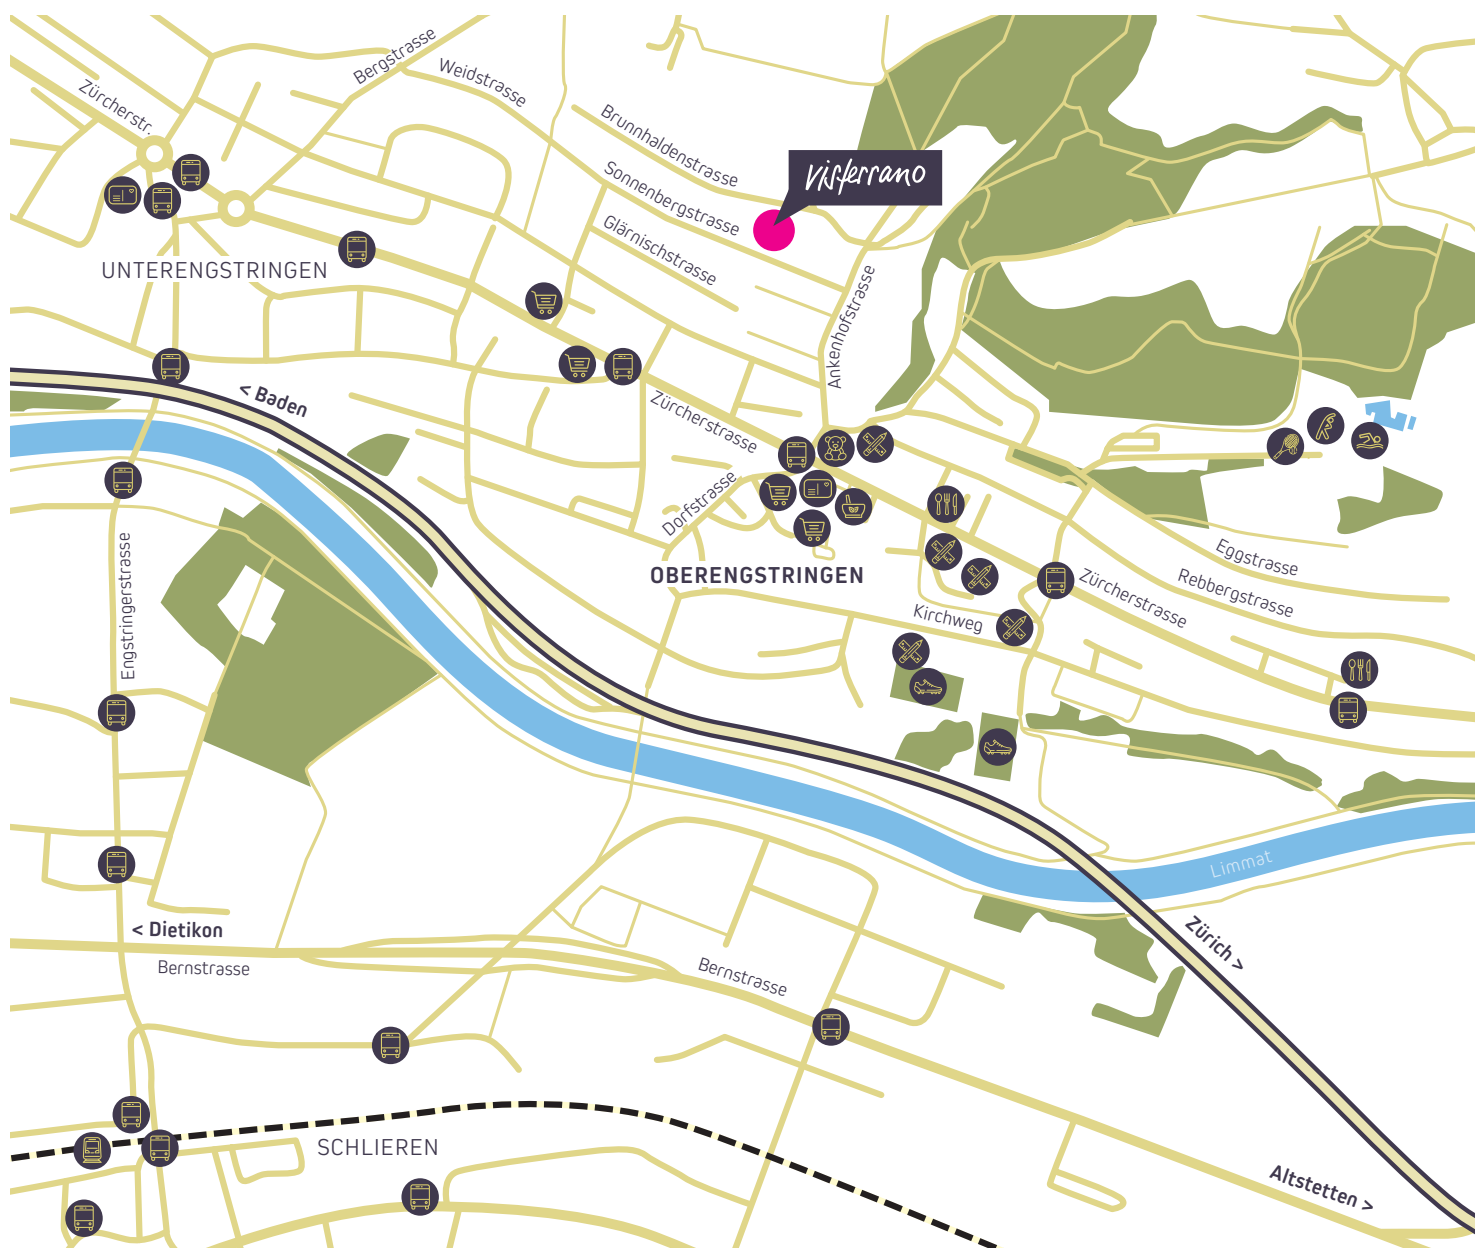 Bergstrasse
Weidstrasse
Zürcherstr.
Brunnhaldenstrasse
Visterrano
Sonnenbergstrasse
Glärnischstrasse
UNTERENGSTRINGEN
Ankenhofstrasse
< Baden
Zürcherstrasse
Dorfstrasse
OBERENGSTRINGEN
Engstringerstrasse
Eggstrasse
Rebbergstrasse
Zürcherstrasse
Kirchweg
Limmat
< Dietikon
Bernstrasse
Bernstrasse
Zürich >
SCHLIEREN
Altstetten >